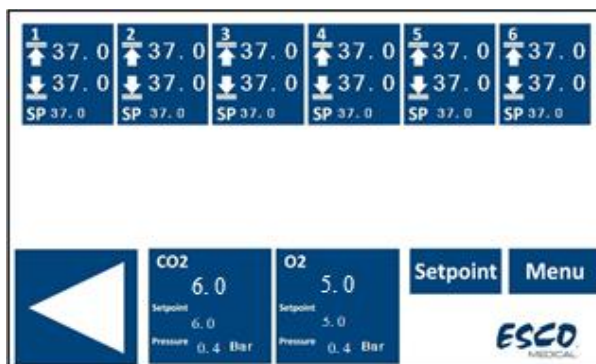 1 2 3 4 5 6
37.0 37.0 37.0 37.0 37.0 37.0
37.0 37.0 37.0 37.0 37.0 37.0
SP 37.0 SP 37.0 SP 37.0 SP 37.0 SP 37.0 SP 37.0
CO2
6.0
Setpoint
6.0
Pressure 0.4 Bar
O2
5.0
Setpoint
5.0
Pressure 0.4 Bar
Setpoint
Menu
ESCO
MEDICAL